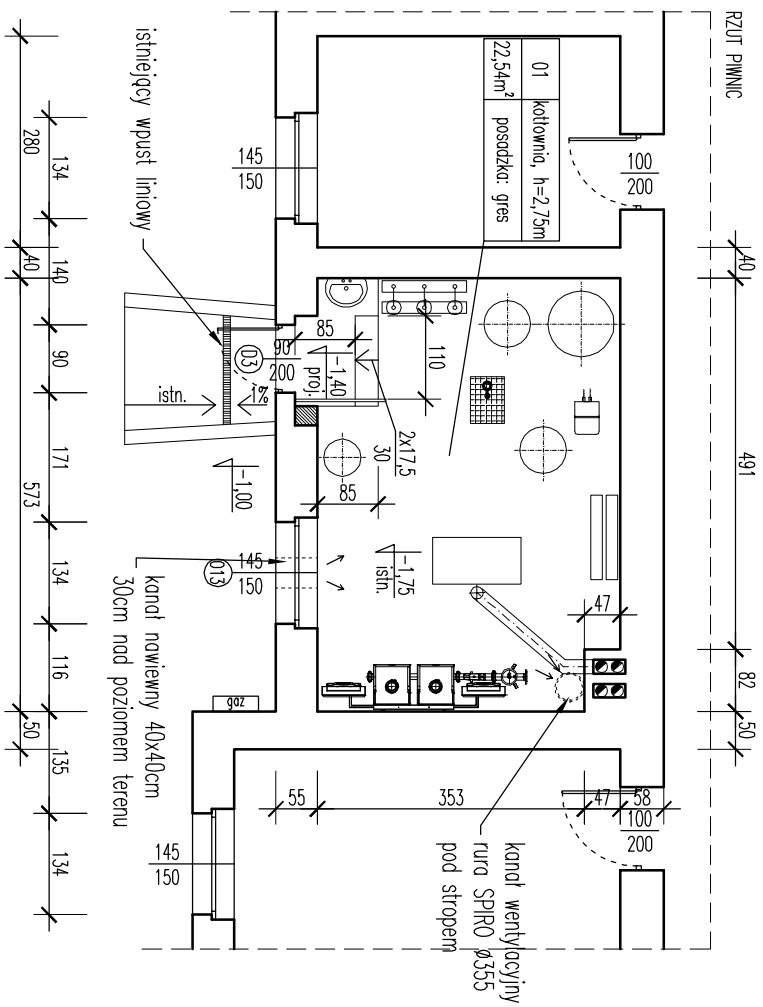 RZUT PIWNIC
01
kotłownia, h=2,75m
22,54m²
posadzka: gres
100
200
145
150
istniejący wpust liniowy
40
491
82
50
85
90
200
D3
-1,40
proj.
110
2x17,5
30
85
istn.
1%
-1,00
-1,75
istn.
47
145
150
O13
kanał nawiewny 40x40cm
30cm nad poziomem terenu
gaz
kanał wentylacyjny
rura SPIRO Ø355
pod stropem
55
353
47
58
100
200
145
150
134
140
90
171
134
116
135
134
280
40
573
50